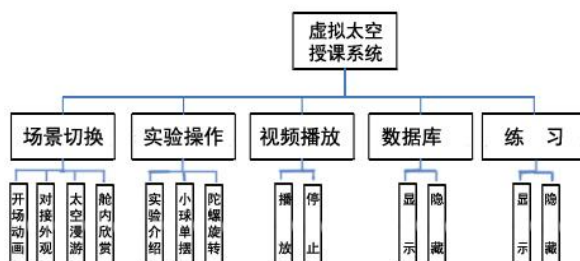 虚拟太空
授课系统
场景切换
实验操作
视频播放
数据库
练 习
开场动画
对接外观
太空漫游
舱内欣赏
实验介绍
小球单摆
陀螺旋转
播放
停止
显示
隐藏
显示
隐藏